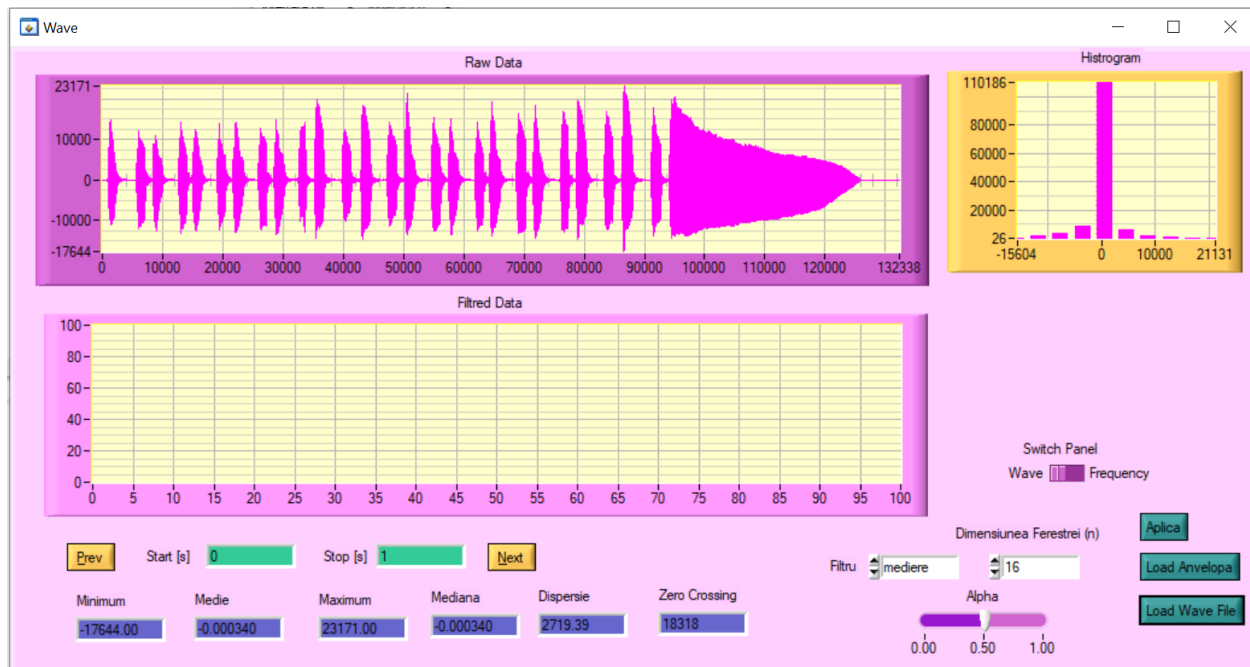 Wave
Raw Data
23171
10000
0
-10000
-17644
0 10000 20000 30000 40000 50000 60000 70000 80000 90000 100000 110000 120000 132338
Histrogram
110186
80000
60000
40000
20000
26
-15604 0 10000 21131
Filtred Data
100
80
60
40
20
0
0 5 10 15 20 25 30 35 40 45 50 55 60 65 70 75 80 85 90 95 100
Switch Panel
Wave Frequency
Prev Start [s] 0 Stop [s] 1 Next
Dimensiunea Ferestrei (n)
Filtru mediere 16
Aplica
Load Anvelopa
Load Wave File
Alpha
0.00 0.50 1.00
Minimum Medie Maximum Mediana Dispersie Zero Crossing
-17644.00 -0.000340 23171.00 -0.000340 2719.39 18318